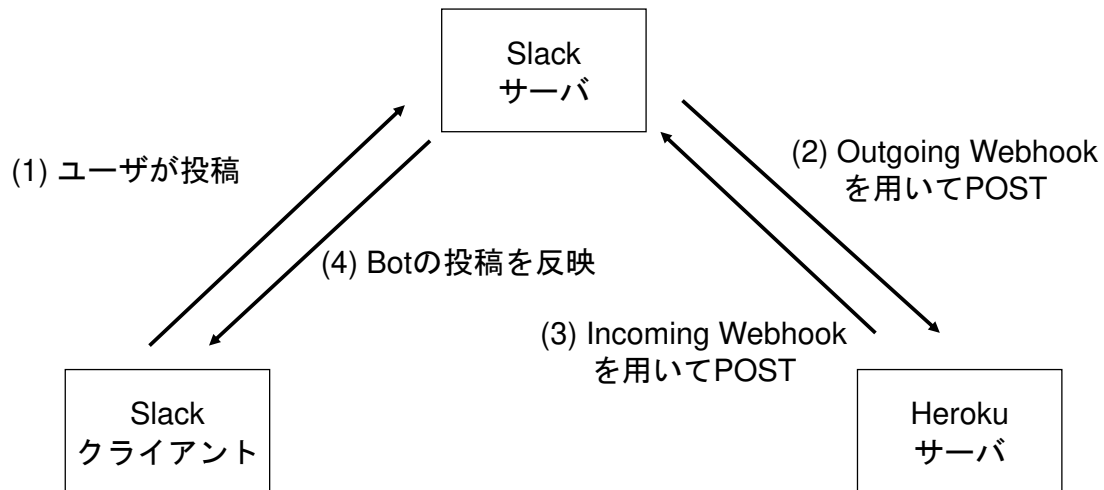 Slack
サーバ
(1) ユーザが投稿
(2) Outgoing Webhook
を用いてPOST
(4) Botの投稿を反映
(3) Incoming Webhook
を用いてPOST
Slack
クライアント
Heroku
サーバ